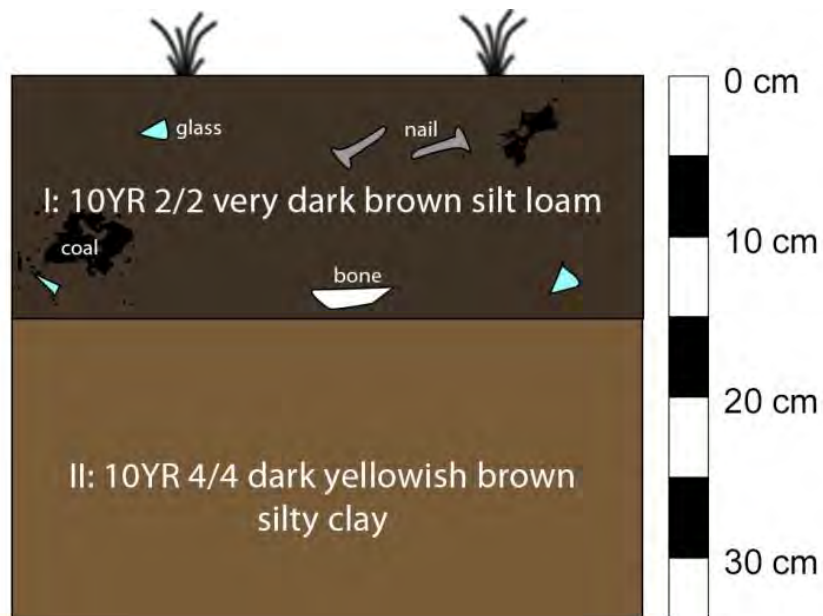 0 cm
glass
nail
I: 10YR 2/2 very dark brown silt loam
coal
10 cm
bone
20 cm
II: 10YR 4/4 dark yellowish brown
silty clay
30 cm